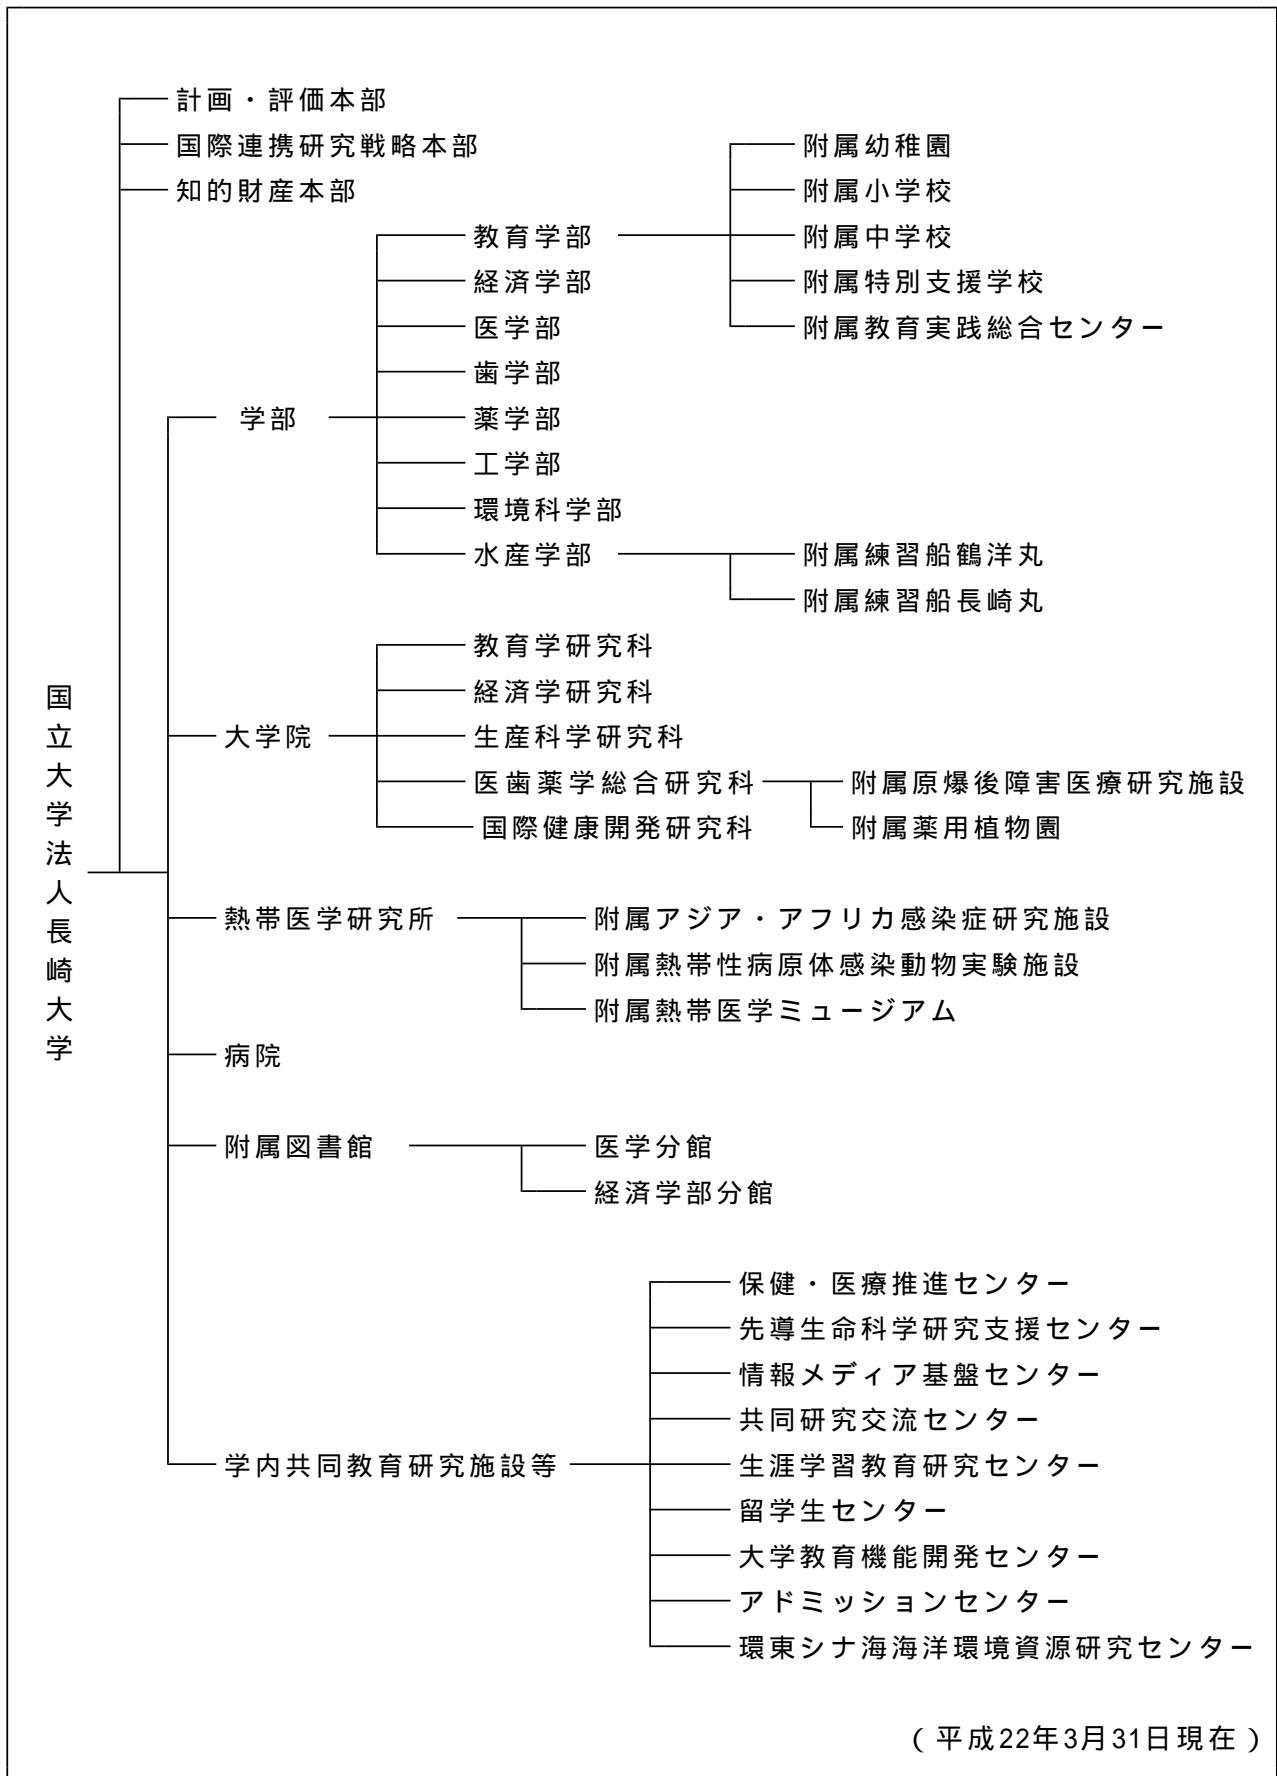 計画・評価本部
国際連携研究戦略本部
知的財産本部
国立大学法人長崎大学
学部
教育学部
附属幼稚園
附属小学校
附属中学校
附属特別支援学校
附属教育実践総合センター
経済学部
医学部
歯学部
薬学部
工学部
環境科学部
水産学部
附属練習船鶴洋丸
附属練習船長崎丸
大学院
教育学研究科
経済学研究科
生産科学研究科
医歯薬学総合研究科
附属原爆後障害医療研究施設
附属薬用植物園
国際健康開発研究科
熱帯医学研究所
附属アジア・アフリカ感染症研究施設
附属熱帯性病原体感染動物実験施設
附属熱帯医学ミュージアム
病院
附属図書館
医学分館
経済学部分館
学内共同教育研究施設等
保健・医療推進センター
先導生命科学研究支援センター
情報メディア基盤センター
共同研究交流センター
生涯学習教育研究センター
留学生センター
大学教育機能開発センター
アドミッションセンター
環東シナ海海洋環境資源研究センター
（平成22年3月31日現在）